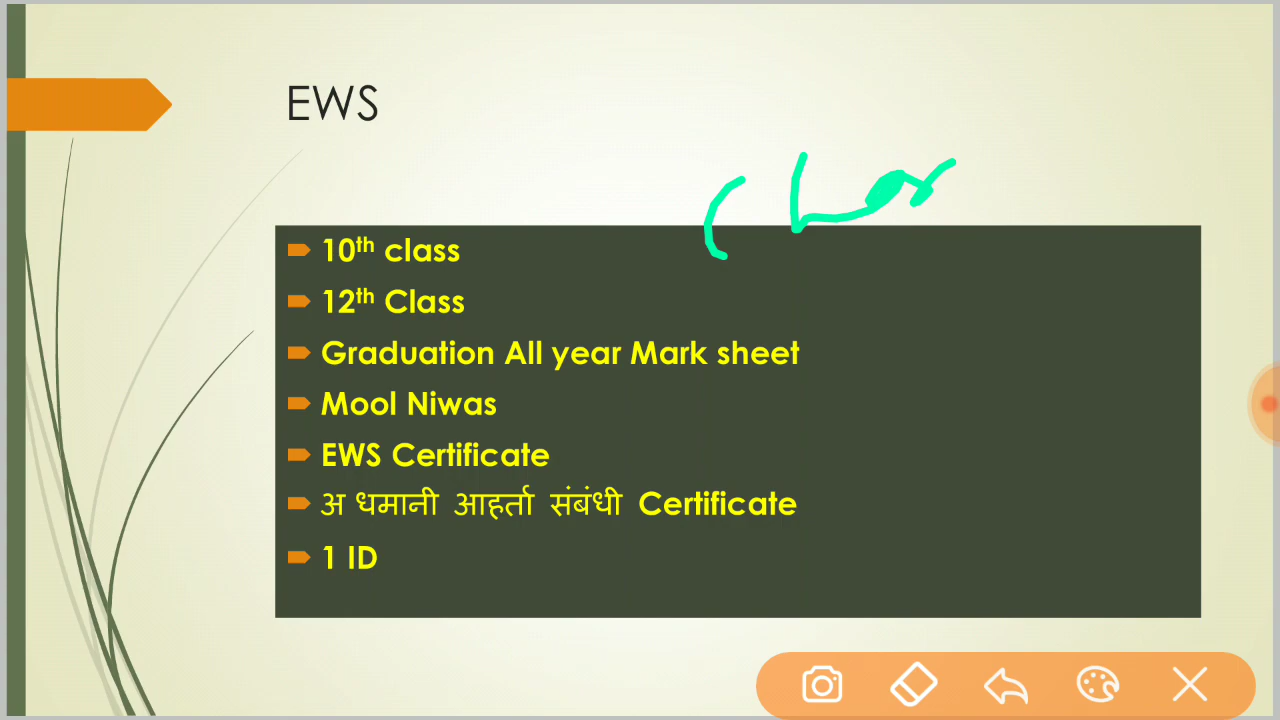 EWS
10th class
12th Class
Graduation All year Mark sheet
Mool Niwas
EWS Certificate
अ धमानी आहर्ता संबंधी Certificate
1 ID